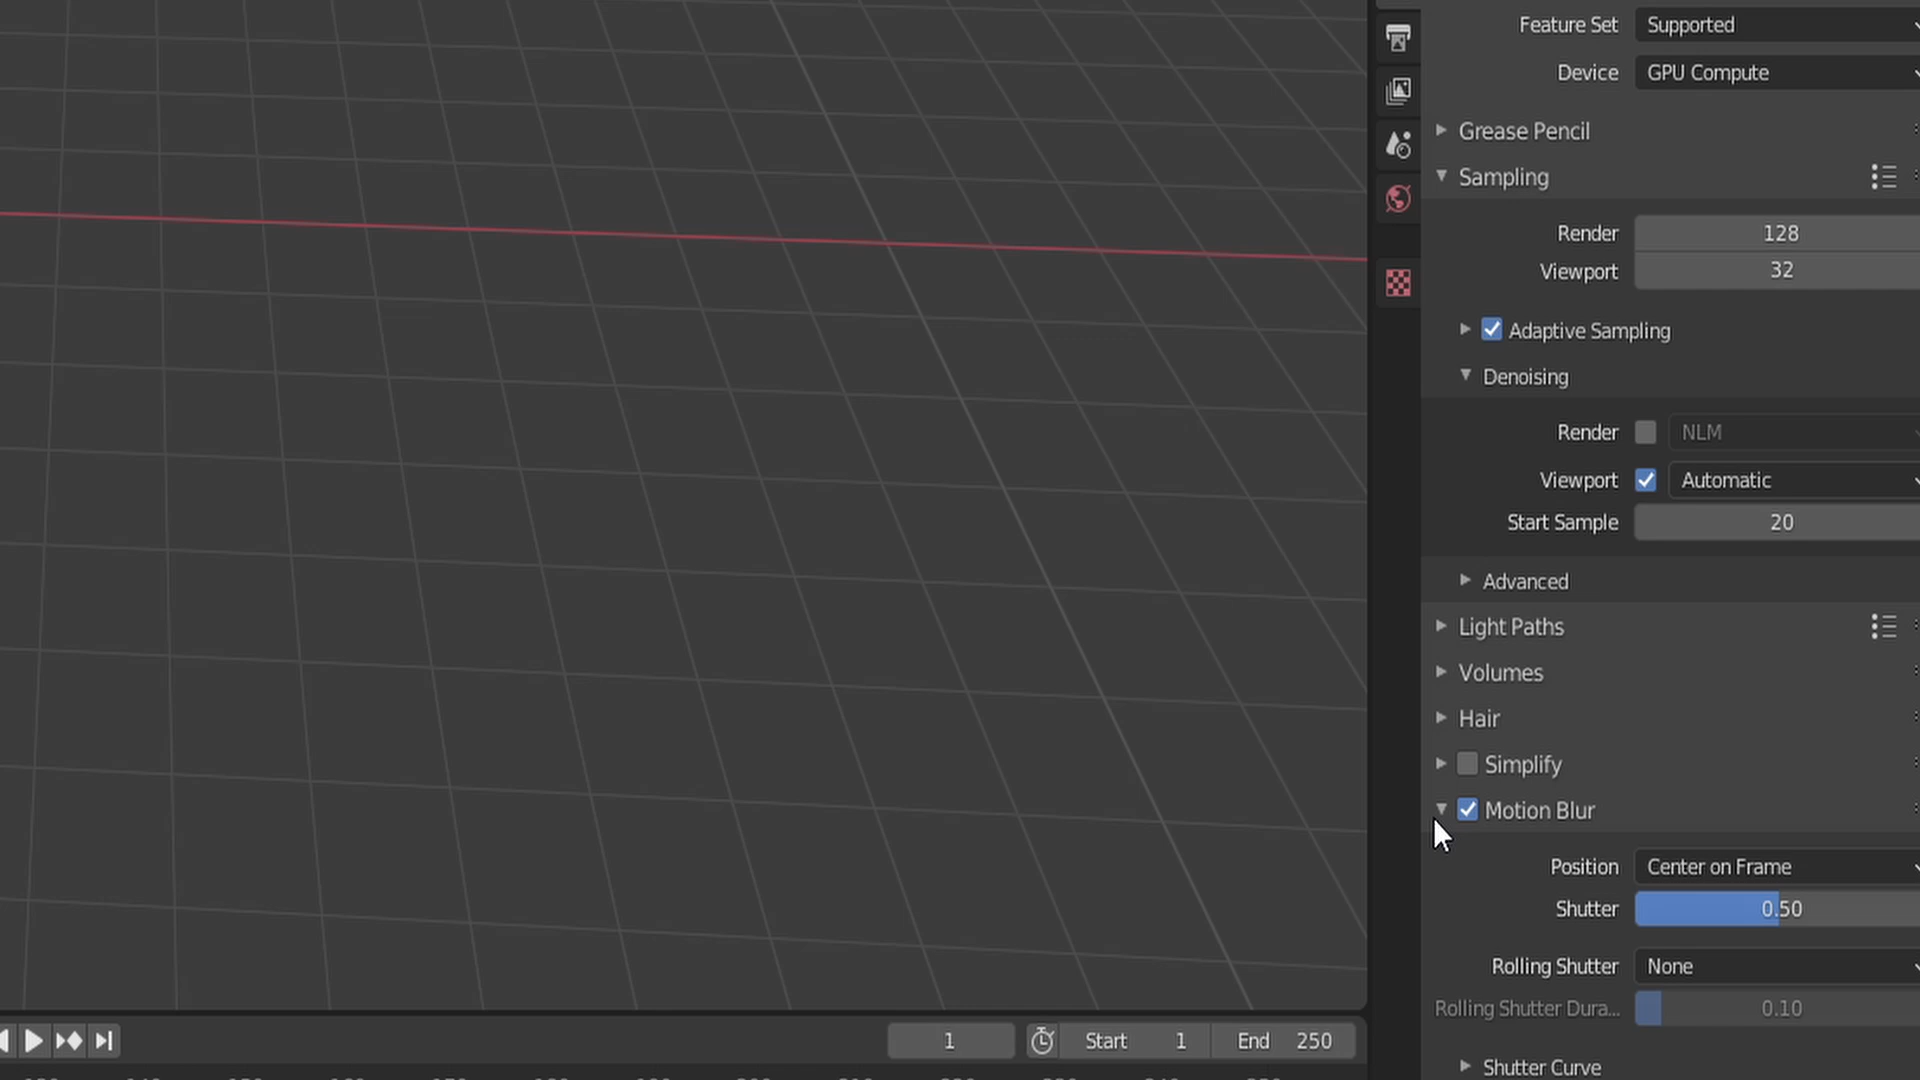 Feature Set Supported
Device GPU Compute
Grease Pencil
Sampling
Render 128
Viewport 32
Adaptive Sampling
Denoising
Render NLM
Viewport Automatic
Start Sample 20
Advanced
Light Paths
Volumes
Hair
Simplify
Motion Blur
Position Center on Frame
Shutter 0.50
Rolling Shutter None
Rolling Shutter Dura... 0.10
Shutter Curve
1 Start 1 End 250